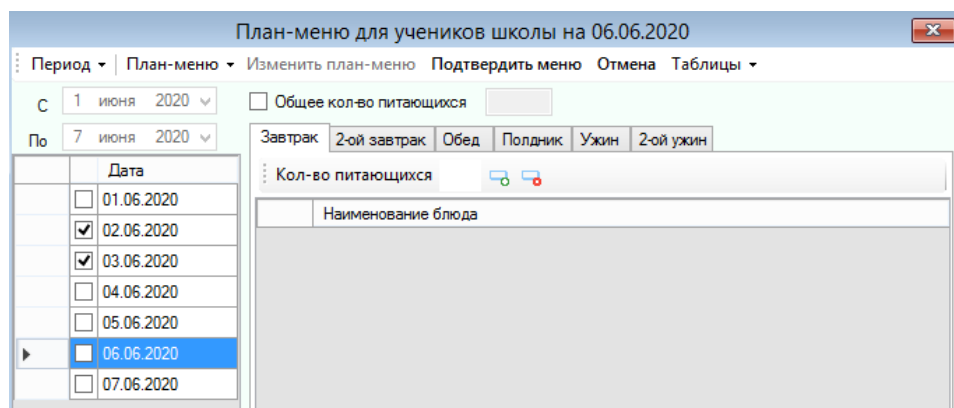 План-меню для учеников школы на 06.06.2020
Период План-меню Изменить план-меню Подтвердить меню Отмена Таблицы
С 1 июня 2020 Общее кол-во питающихся
По 7 июня 2020 Завтрак 2-ой завтрак Обед Полдник Ужин 2-ой ужин
Дата Кол-во питающихся
01.06.2020
Наименование блюда
02.06.2020
03.06.2020
04.06.2020
05.06.2020
06.06.2020
07.06.2020